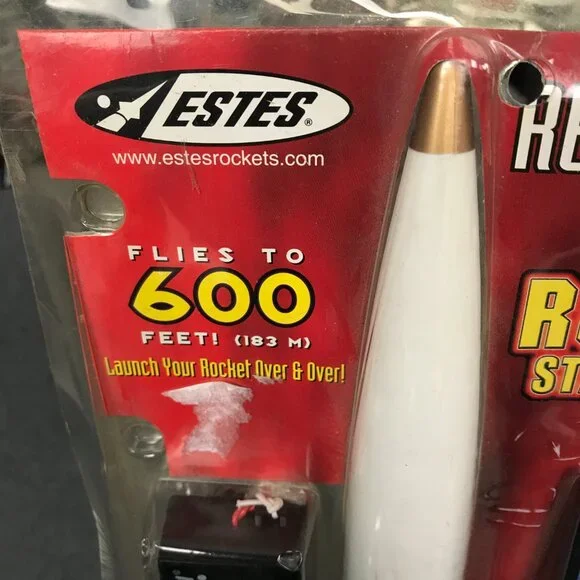 ESTES®
www.estesrockets.com
FLIES TO
600
FEET! (183 M)
Launch Your Rocket Over & Over!